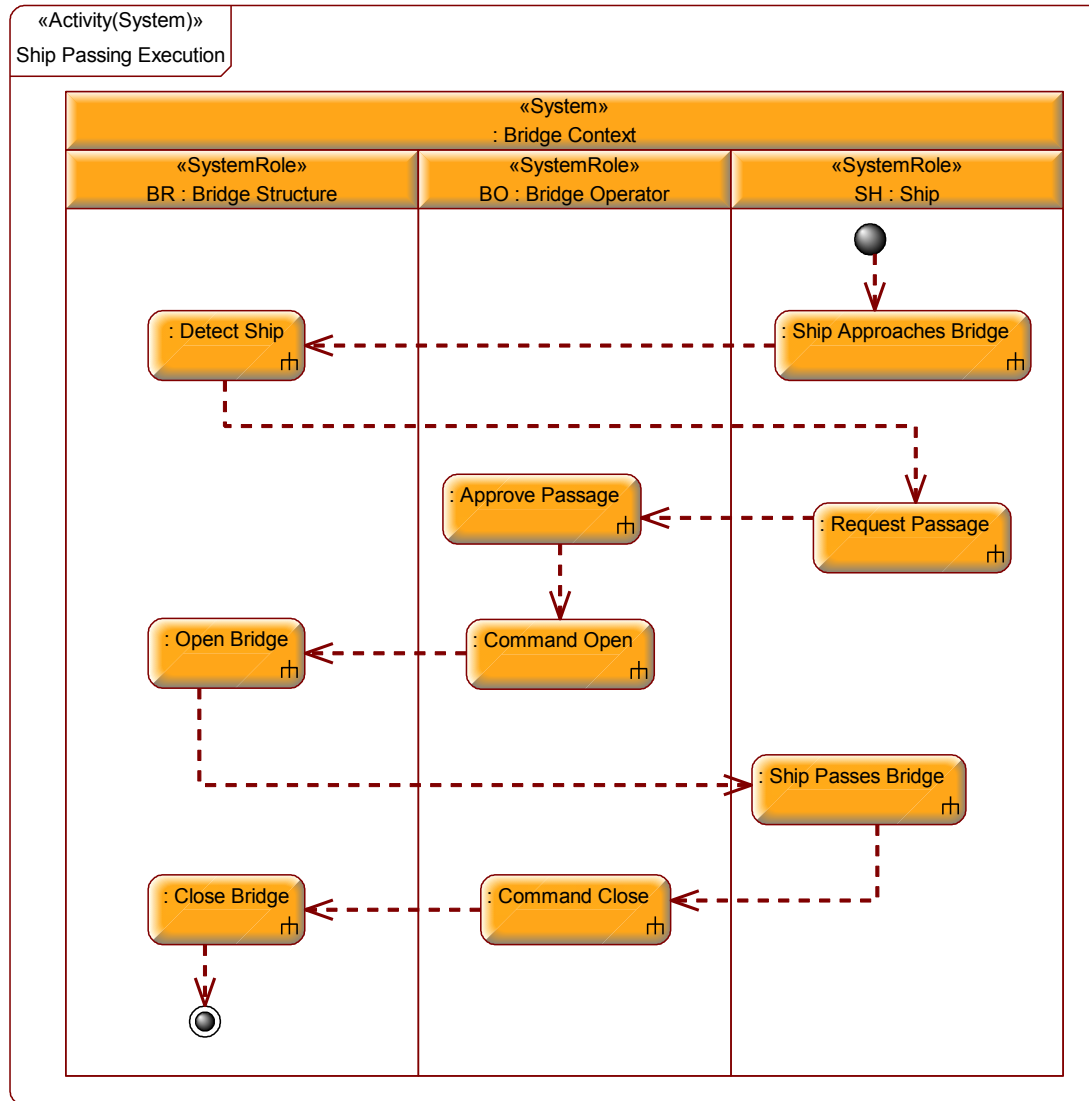 «Activity(System)»
Ship Passing Execution
«System»
: Bridge Context
«SystemRole»
BR : Bridge Structure
«SystemRole»
BO : Bridge Operator
«SystemRole»
SH : Ship
: Detect Ship
: Ship Approaches Bridge
: Approve Passage
: Request Passage
: Open Bridge
: Command Open
: Ship Passes Bridge
: Close Bridge
: Command Close